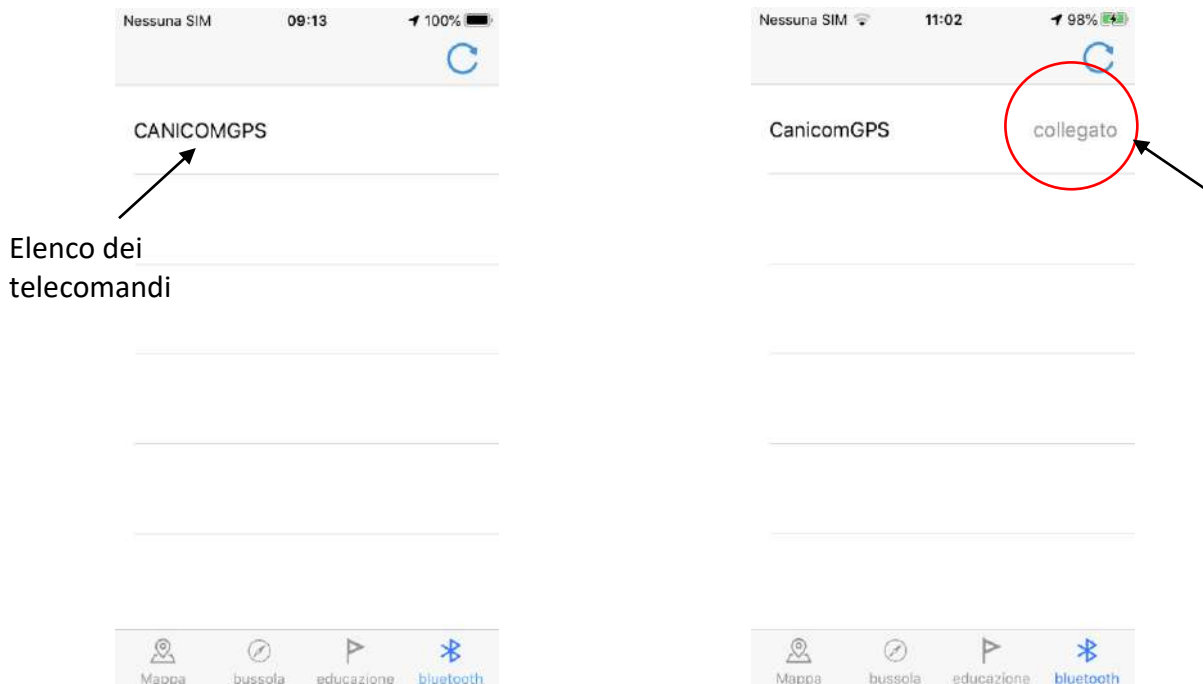 Nessuna SIM 09:13 100%
CANICOMGPS
Elenco dei
telecomandi
Mappa bussola educazione bluetooth
Nessuna SIM 11:02 98%
CanicomGPS collegato
Mappa bussola educazione bluetooth